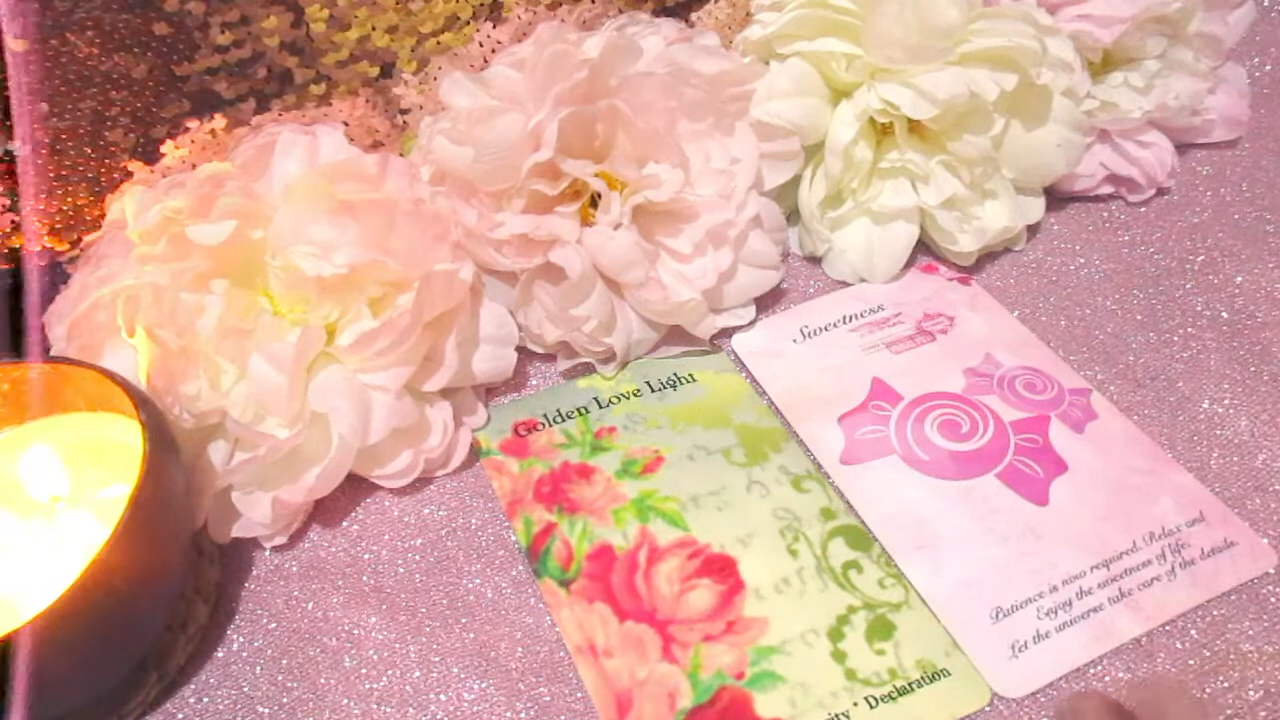 Golden Love Light
Declaration
Sweetness
Patience is now required. Relax and
Enjoy the sweetness of life.
Let the universe take care of the details.